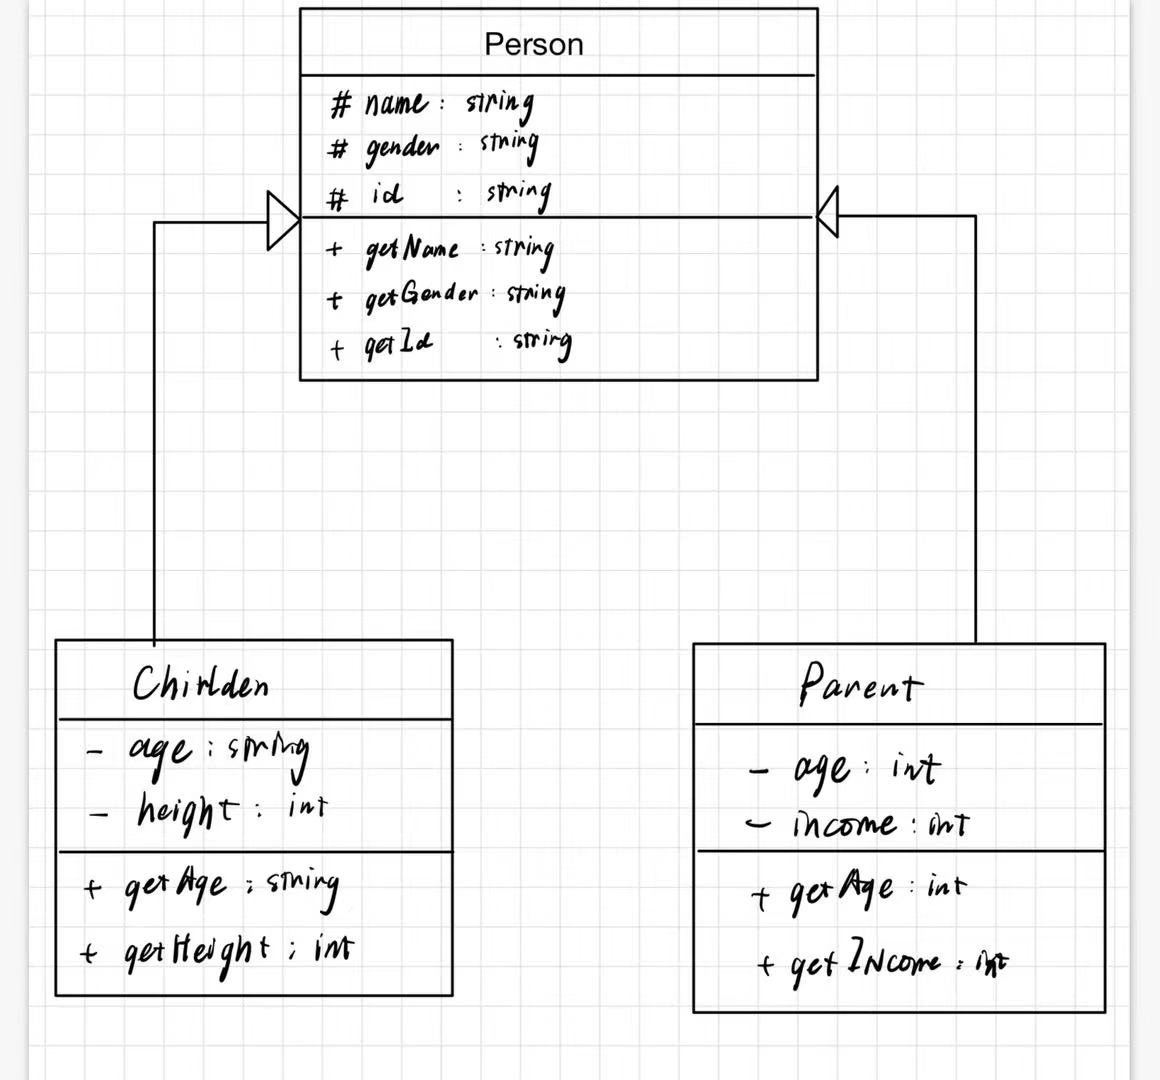 Person
# name : string
# gender : string
# id : string
+ getName : string
+ getGender : string
+ getId : string
Chirlden
- age : string
- height : int
+ getAge : string
+ getHeight : int
Parent
- age : int
- income : int
+ getAge : int
+ getINcome : int